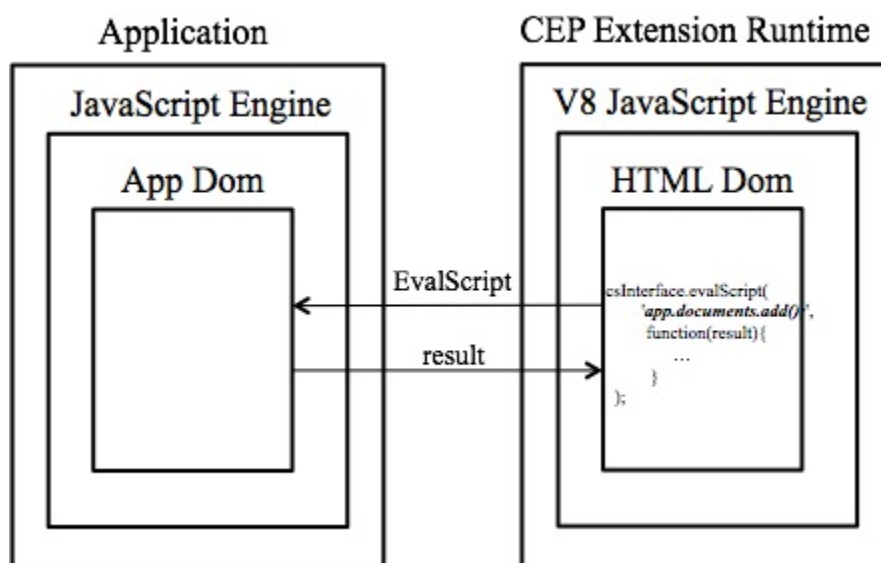 Application
JavaScript Engine
App Dom
CEP Extension Runtime
V8 JavaScript Engine
HTML Dom
EvalScript
result
csInterface.evalScript(
'app.documents.add();',
function(result){
...
}
);